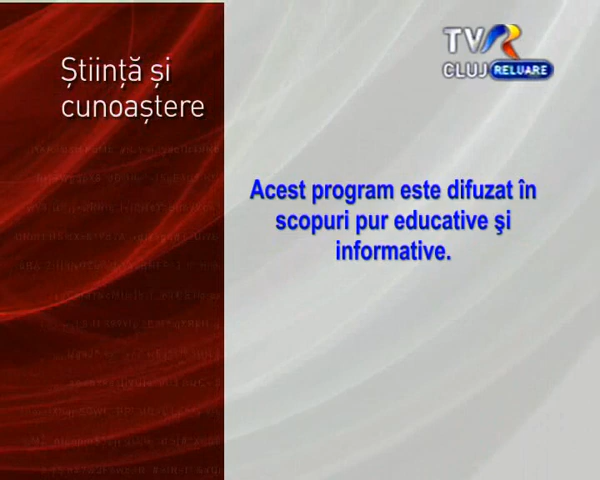 Știință și
cunoaștere
TVR
CLUJ RELUARE
Acest program este difuzat în
scopuri pur educative şi
informative.